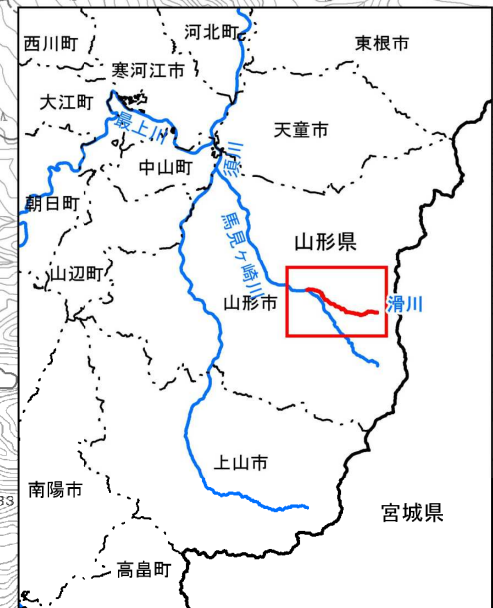 西川町
河北町
東根市
寒河江市
大江町
最上川
天童市
中山町
須川
朝日町
馬見ヶ崎川
山形県
山辺町
山形市
滑川
上山市
南陽市
33
宮城県
高畠町